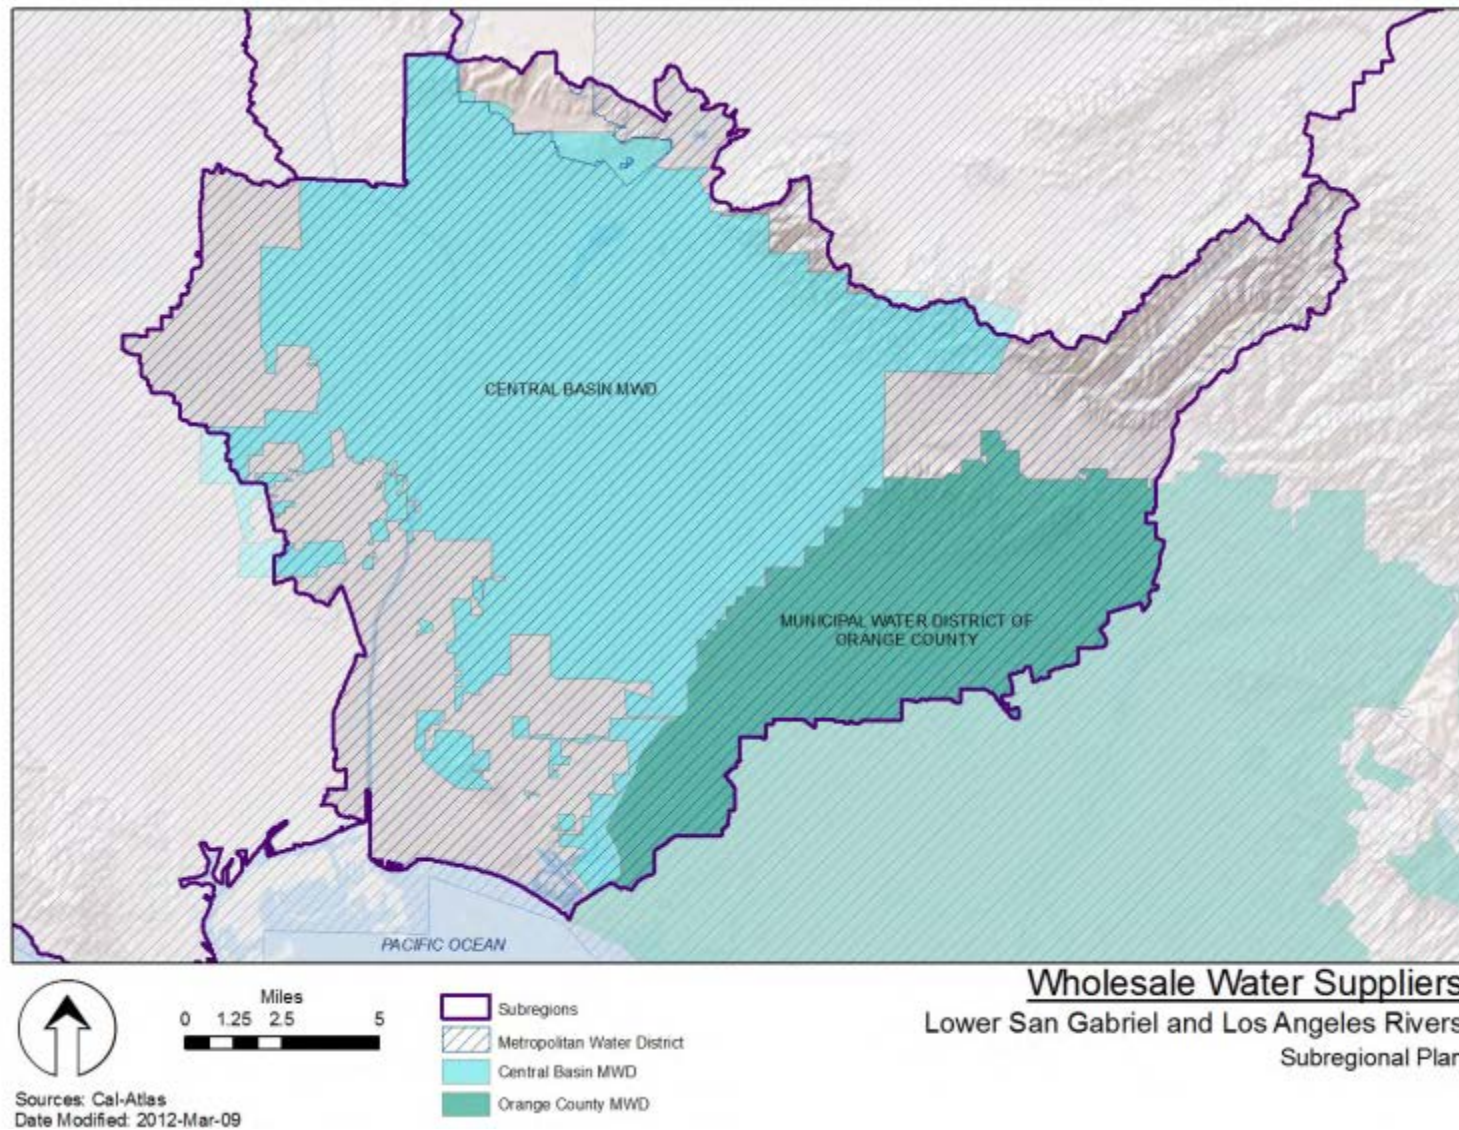 CENTRAL BASIN MWD
MUNICIPAL WATER DISTRICT OF
ORANGE COUNTY
PACIFIC OCEAN
Miles
0 1.25 2.5 5
Subregions
Metropolitan Water District
Central Basin MWD
Orange County MWD
Sources: Cal-Atlas
Date Modified: 2012-Mar-09
Wholesale Water Suppliers
Lower San Gabriel and Los Angeles Rivers
Subregional Plan